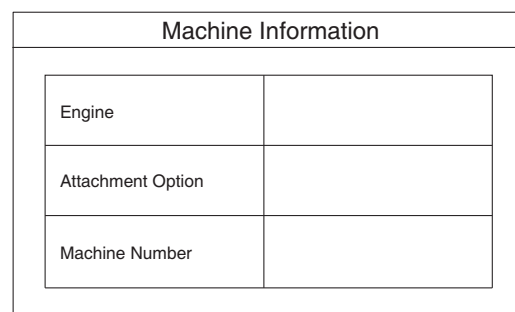 Machine Information
Engine
Attachment Option
Machine Number